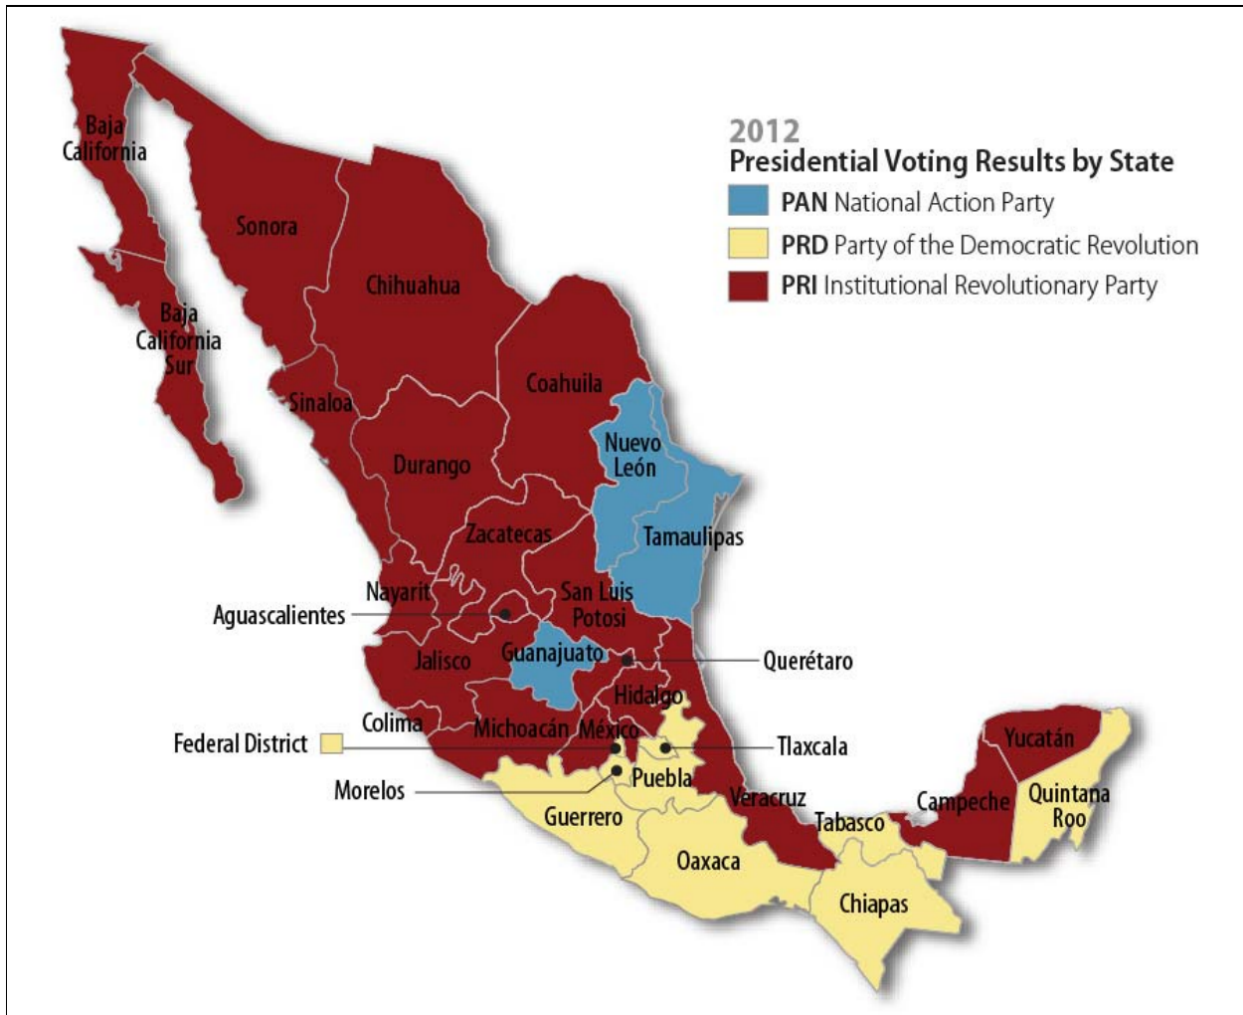 2012
Presidential Voting Results by State
PAN National Action Party
PRD Party of the Democratic Revolution
PRI Institutional Revolutionary Party
Baja
California
Sonora
Chihuahua
Baja
California
Sur
Coahuila
Sinaloa
Nuevo
León
Durango
Zacatecas
Tamaulipas
Nayarit
San Luis
Potosi
Aguascalientes
Jalisco
Guanajuato
Querétaro
Hidalgo
Colima
Michoacán
México
Federal District
Tlaxcala
Yucatán
Morelos
Puebla
Veracruz
Campeche
Quintana
Roo
Guerrero
Tabasco
Oaxaca
Chiapas